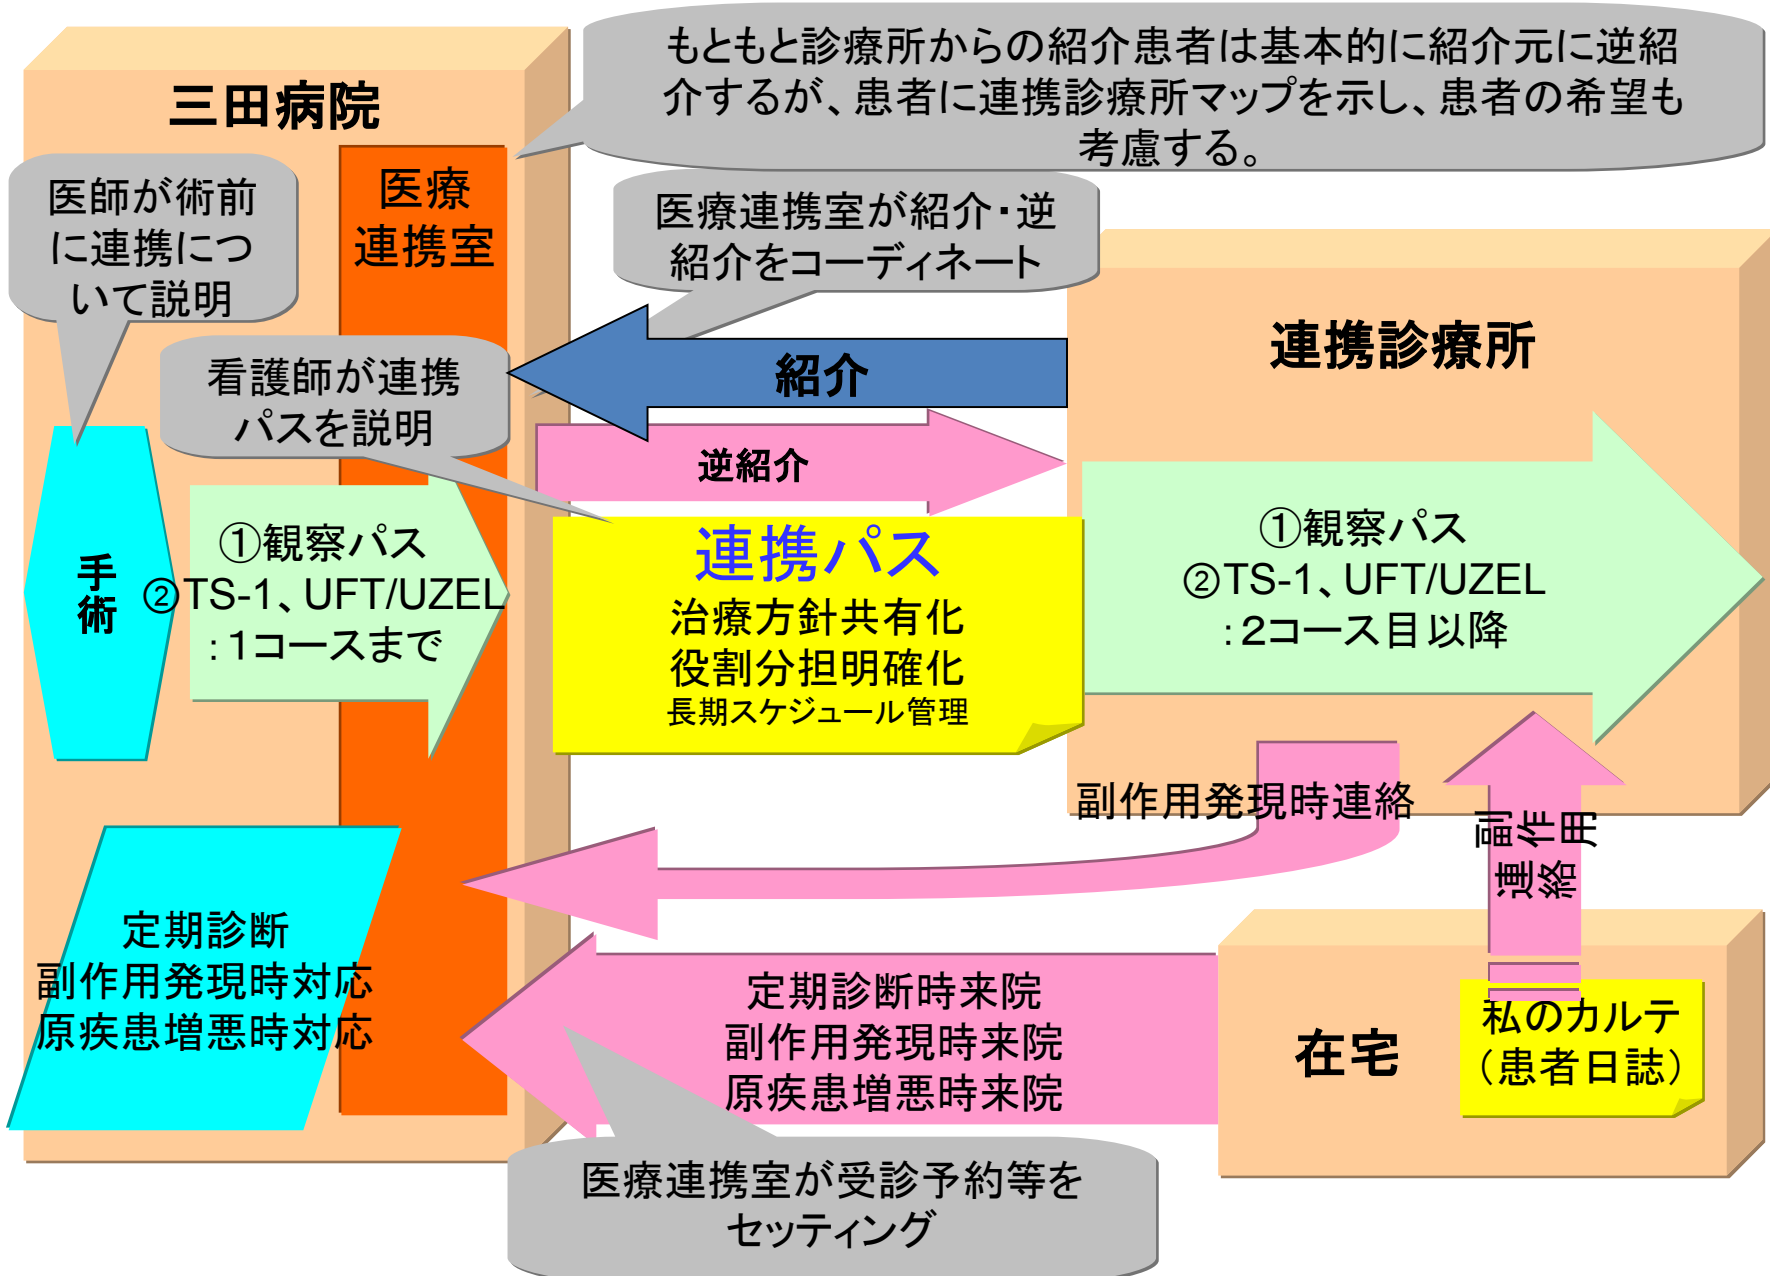 もともと診療所からの紹介患者は基本的に紹介元に逆紹
介するが、患者に連携診療所マップを示し、患者の希望も
考慮する。
三田病院
医師が術前
に連携につ
いて説明
医療
連携室
医療連携室が紹介・逆
紹介をコーディネート
連携診療所
看護師が連携
パスを説明
紹介
逆紹介
手術
①観察パス
②TS-1、UFT/UZEL
：1コースまで
連携パス
治療方針共有化
役割分担明確化
長期スケジュール管理
①観察パス
②TS-1、UFT/UZEL
：2コース目以降
副作用発現時連絡
副作用
連絡
定期診断
副作用発現時対応
原疾患増悪時対応
定期診断時来院
副作用発現時来院
原疾患増悪時来院
在宅
私のカルテ
（患者日誌）
医療連携室が受診予約等を
セッティング